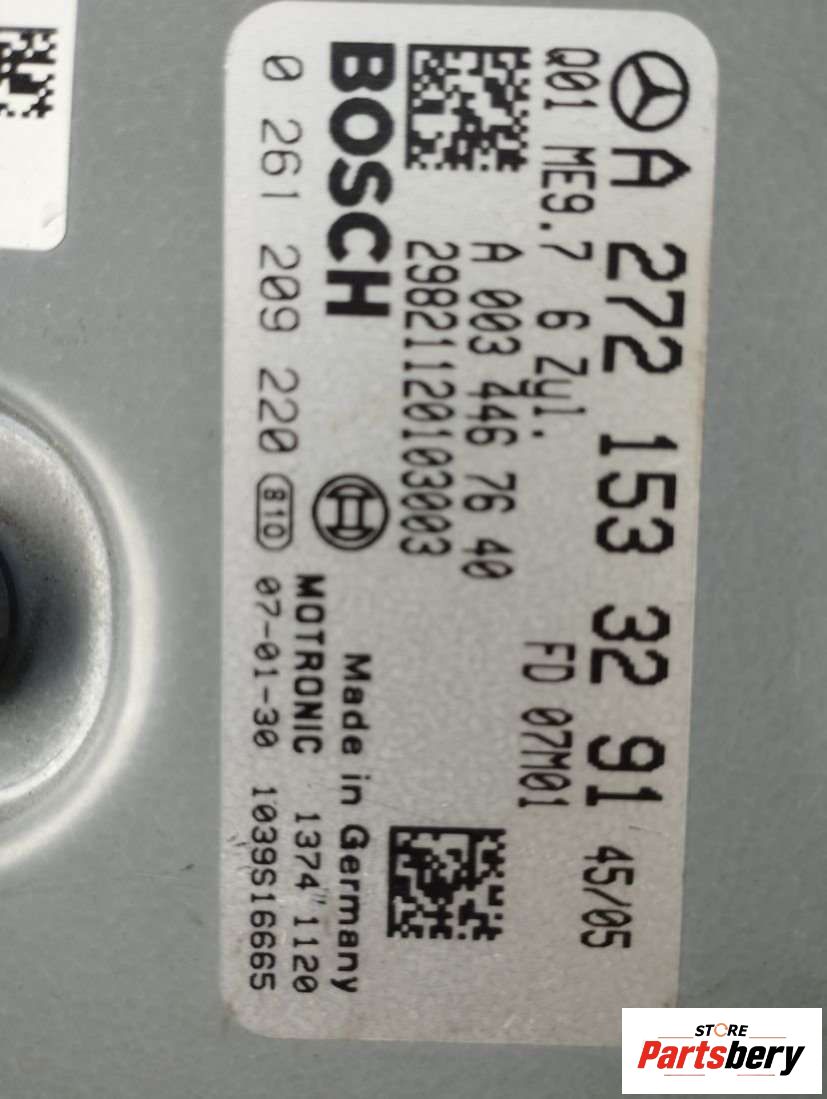 A 272 153 32 91 45/05
Q01 ME9.7 6 Zyl. FD 07M01
A 003 446 76 40
29821120103003
BOSCH
Made in Germany
MOTRONIC 1374"1120
0 261 209 220 810 07-01-30 1039S16665
STORE
Partsbery